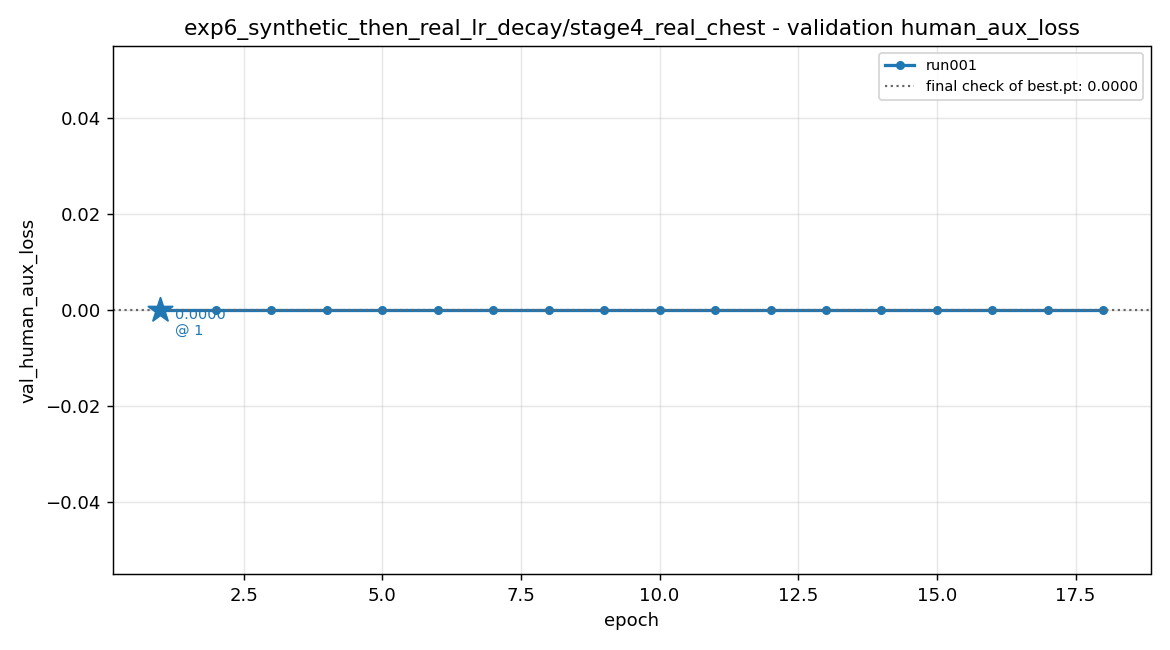 exp6_synthetic_then_real_lr_decay/stage4_real_chest - validation human_aux_loss
run001
final check of best.pt: 0.0000
val_human_aux_loss
0.04
0.02
0.00
−0.02
−0.04
0.0000
@ 1
2.5 5.0 7.5 10.0 12.5 15.0 17.5
epoch